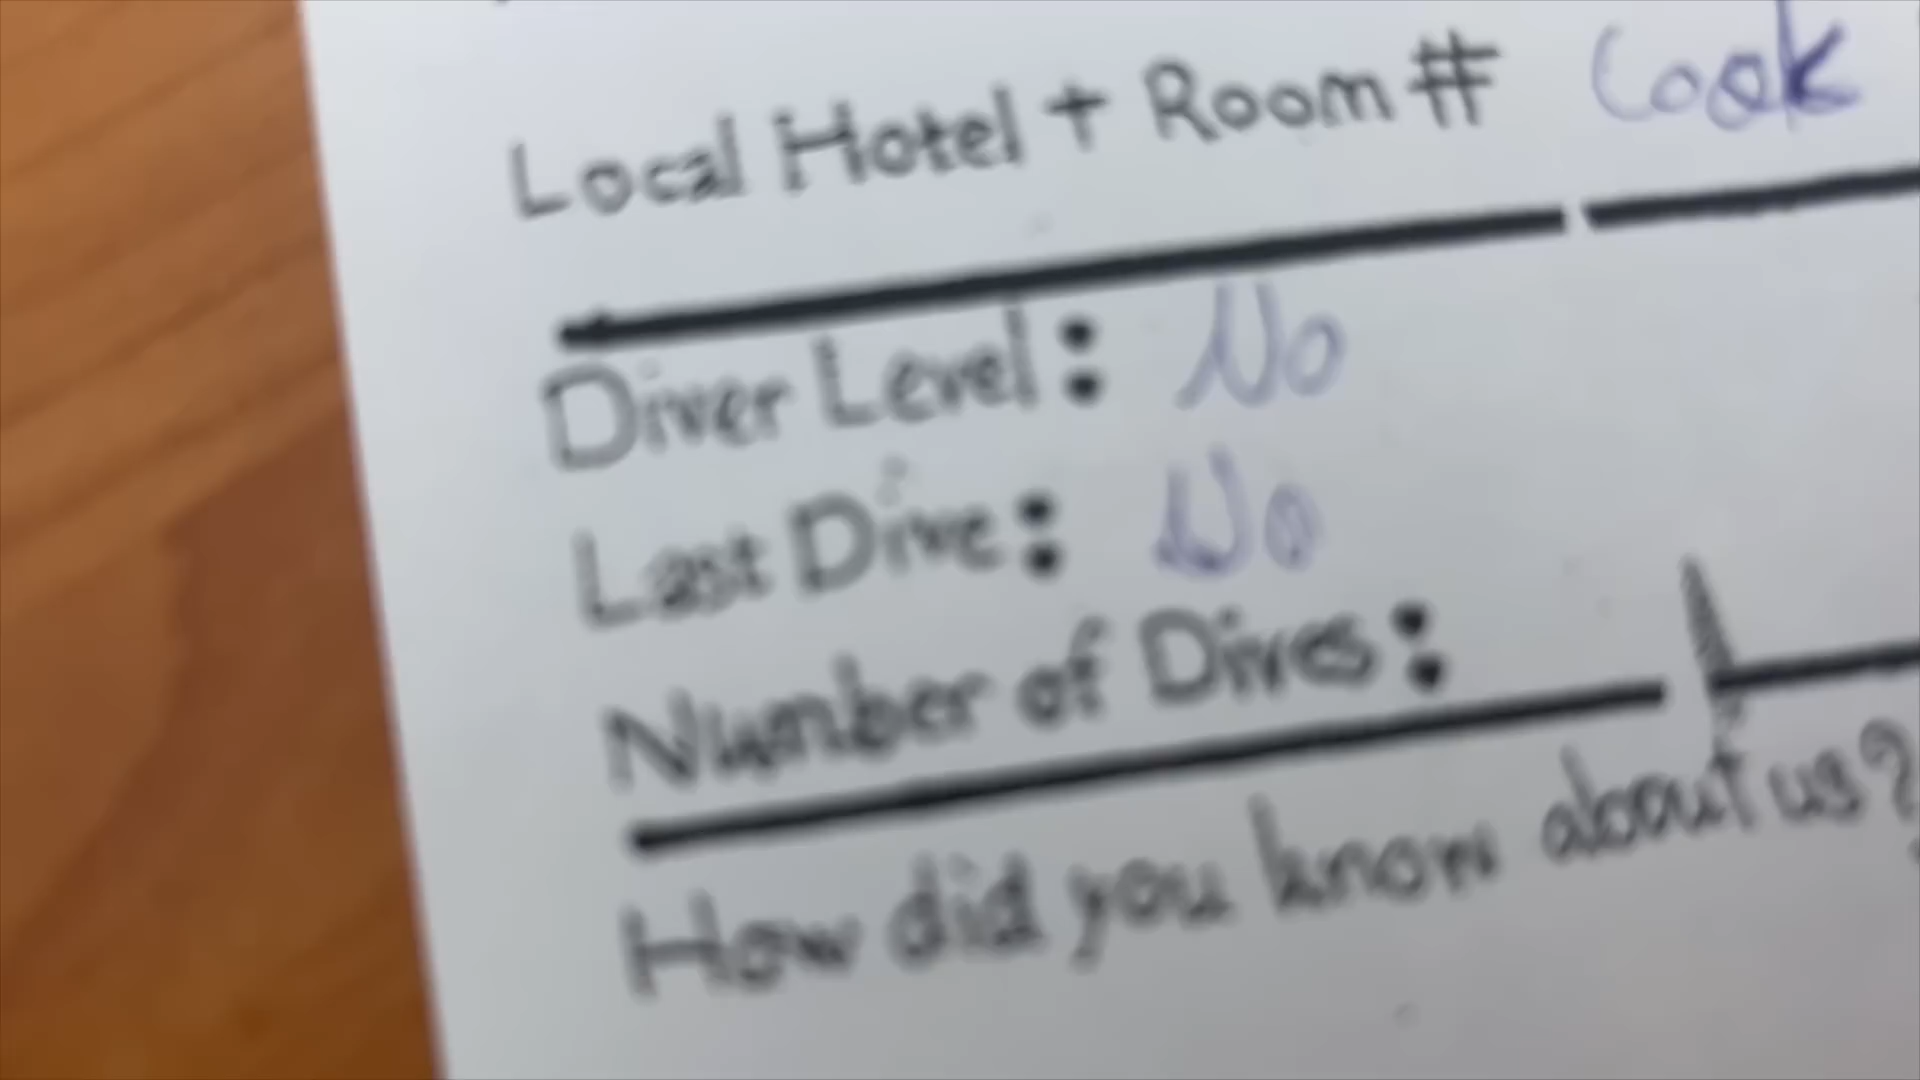 Local Hotel + Room # Cook
Diver Level: No
Last Dive: No
Number of Dives:
How did you know about us?